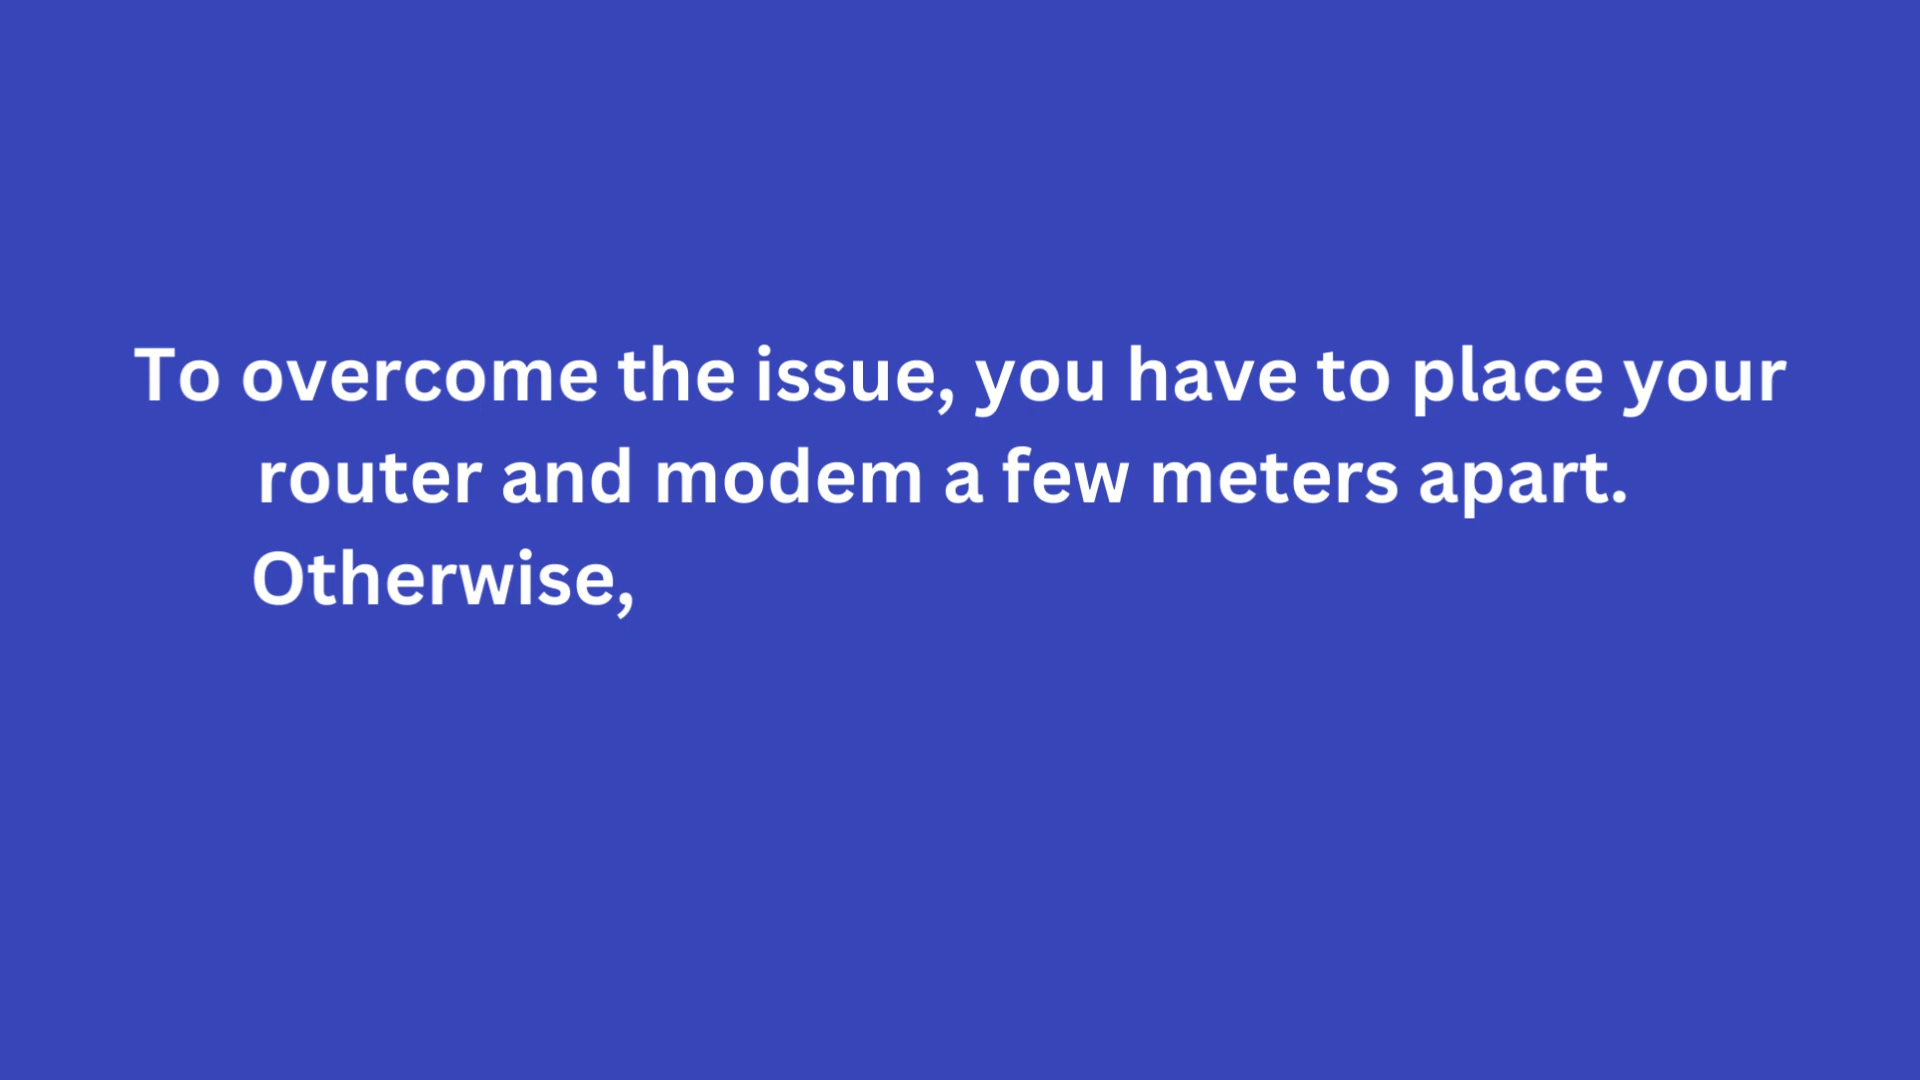 To overcome the issue, you have to place your
router and modem a few meters apart.
Otherwise,